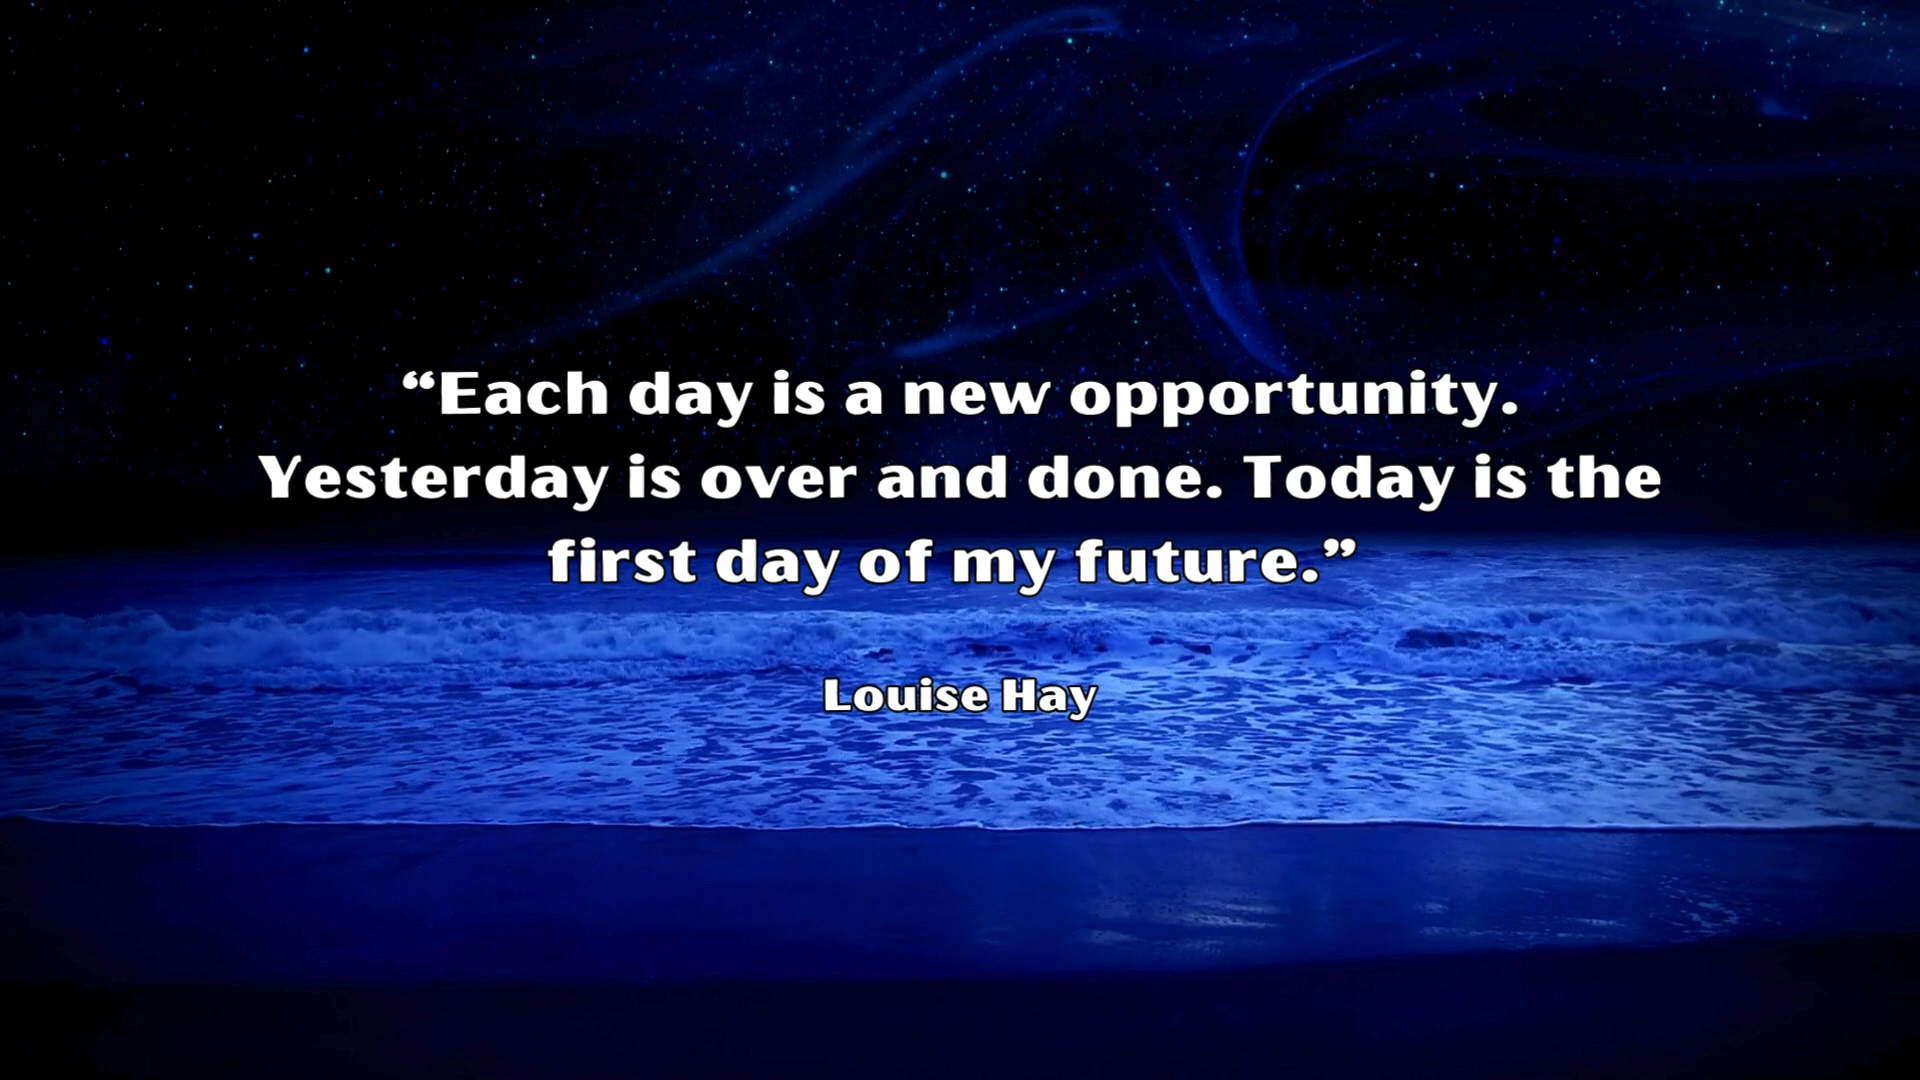 “Each day is a new opportunity.
Yesterday is over and done. Today is the
first day of my future.”
Louise Hay